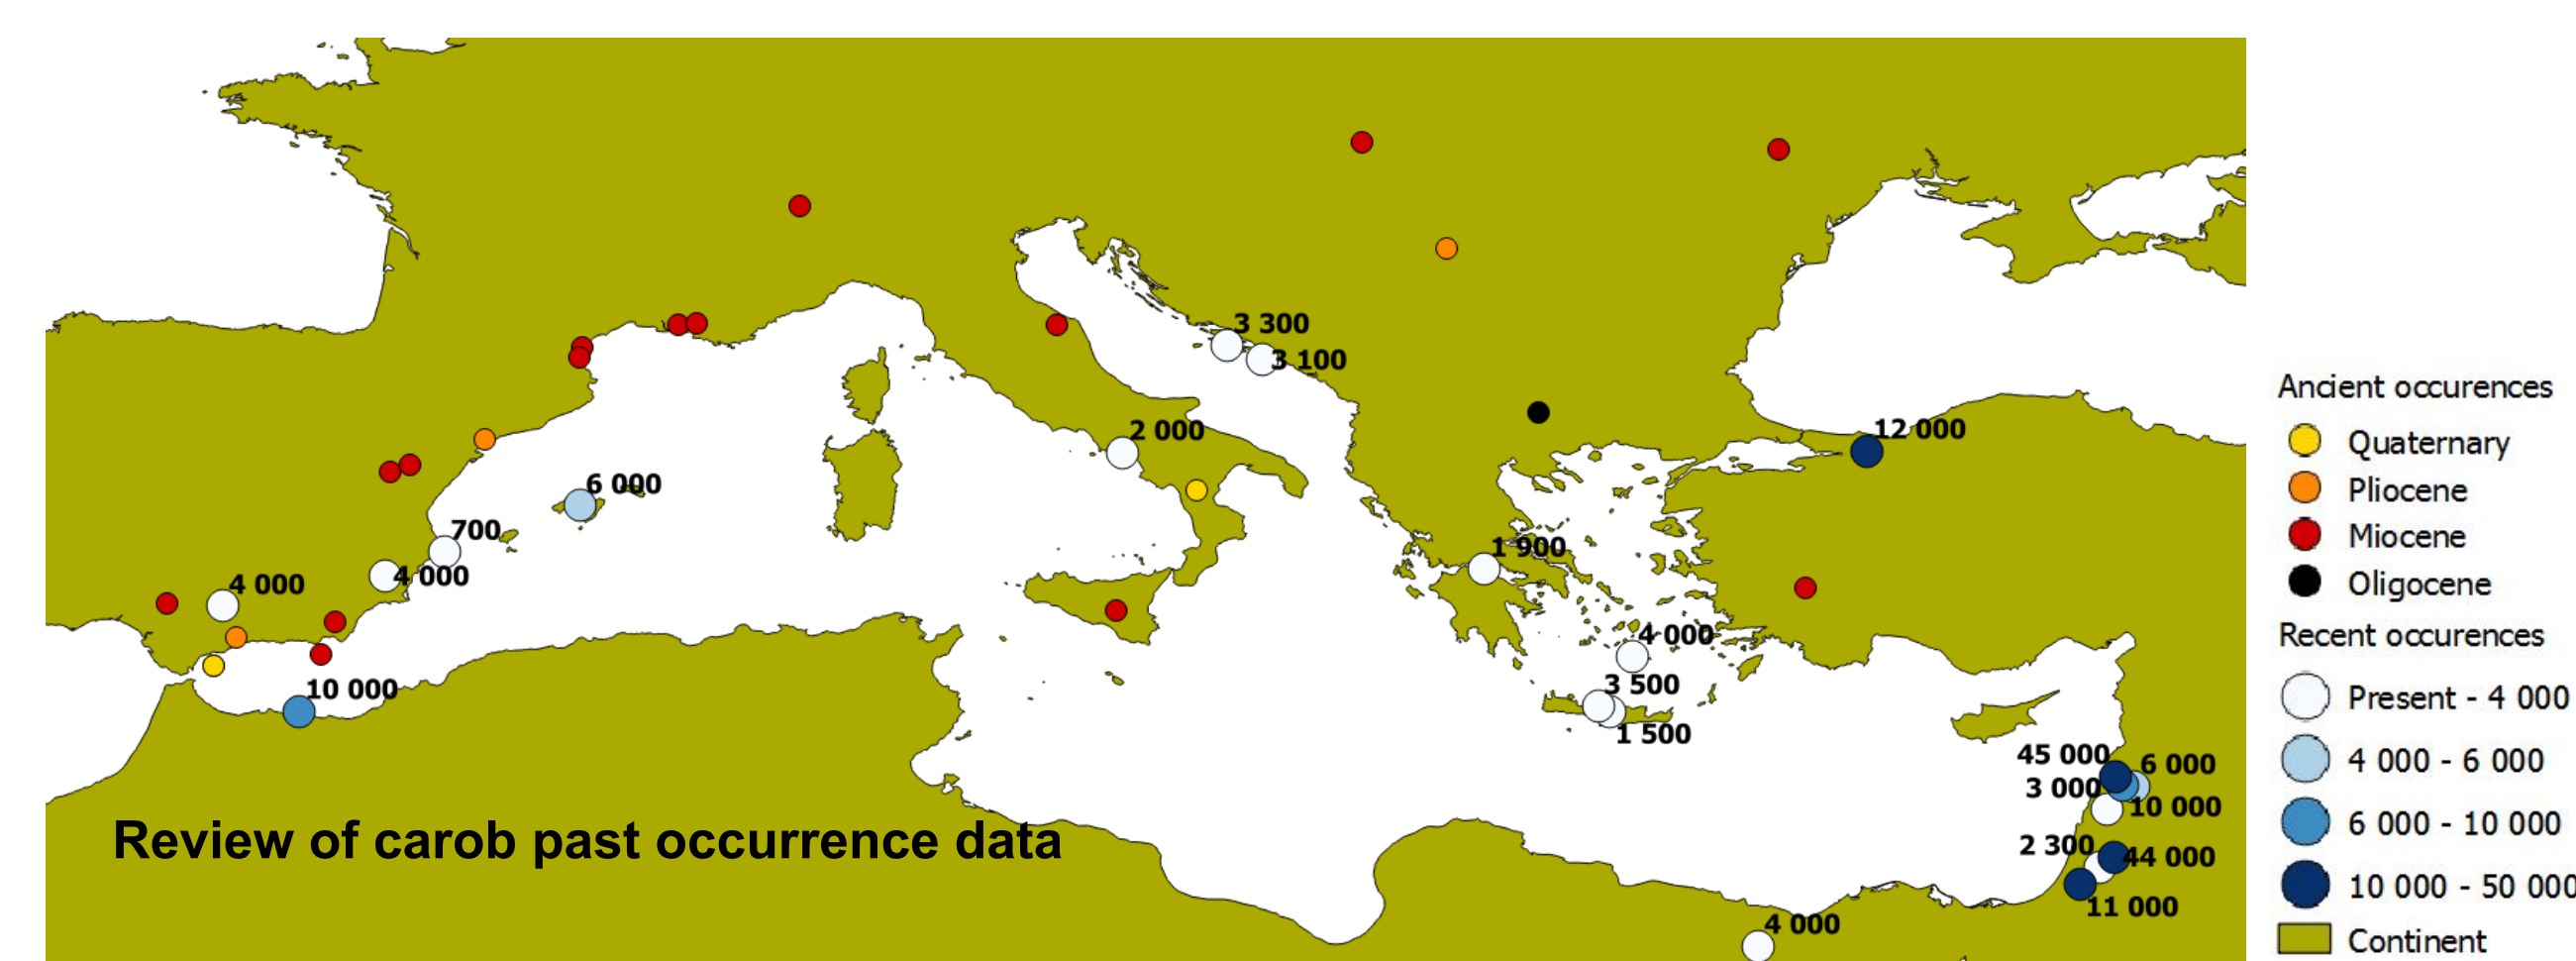 3 300
3 100
2 000
12 000
6 000
700
4 000
4 000
1 900
4 000
10 000
3 500
1 500
45 000
6 000
3 000
10 000
2 300
44 000
11 000
4 000
Review of carob past occurrence data
Ancient occurences
Quaternary
Pliocene
Miocene
Oligocene
Recent occurences
Present - 4 000
4 000 - 6 000
6 000 - 10 000
10 000 - 50 000
Continent